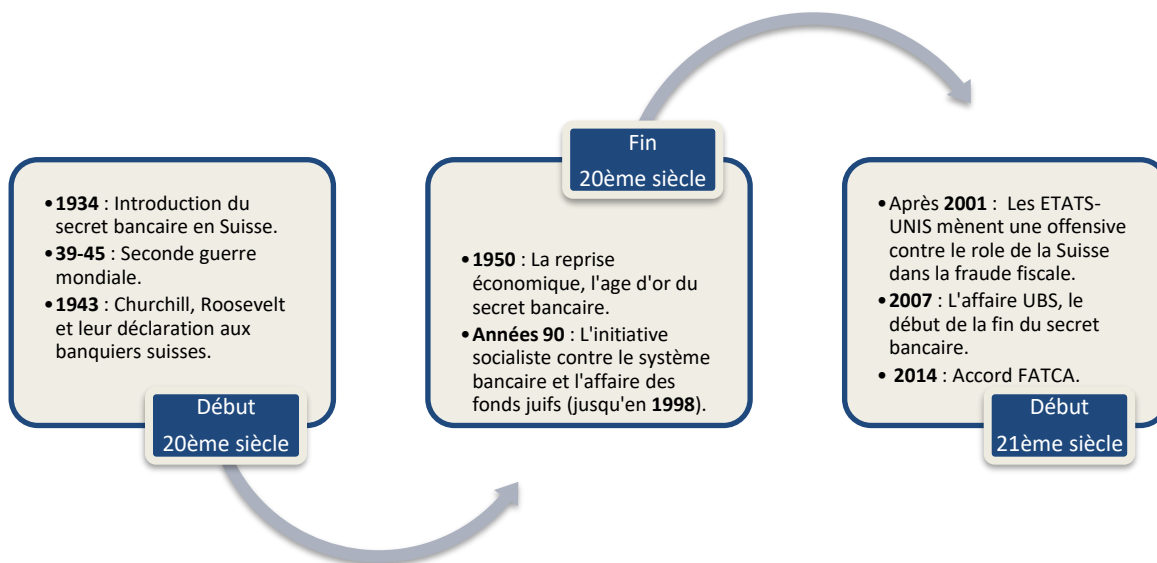 •1934 : Introduction du
secret bancaire en Suisse.
•39-45 : Seconde guerre
mondiale.
•1943 : Churchill, Roosevelt
et leur déclaration aux
banquiers suisses.
Début
20ème siècle
Fin
20ème siècle
•1950 : La reprise
économique, l'age d'or du
secret bancaire.
•Années 90 : L'initiative
socialiste contre le système
bancaire et l'affaire des
fonds juifs (jusqu'en 1998).
•Après 2001 : Les ETATS-
UNIS mènent une offensive
contre le role de la Suisse
dans la fraude fiscale.
•2007 : L'affaire UBS, le
début de la fin du secret
bancaire.
• 2014 : Accord FATCA.
Début
21ème siècle